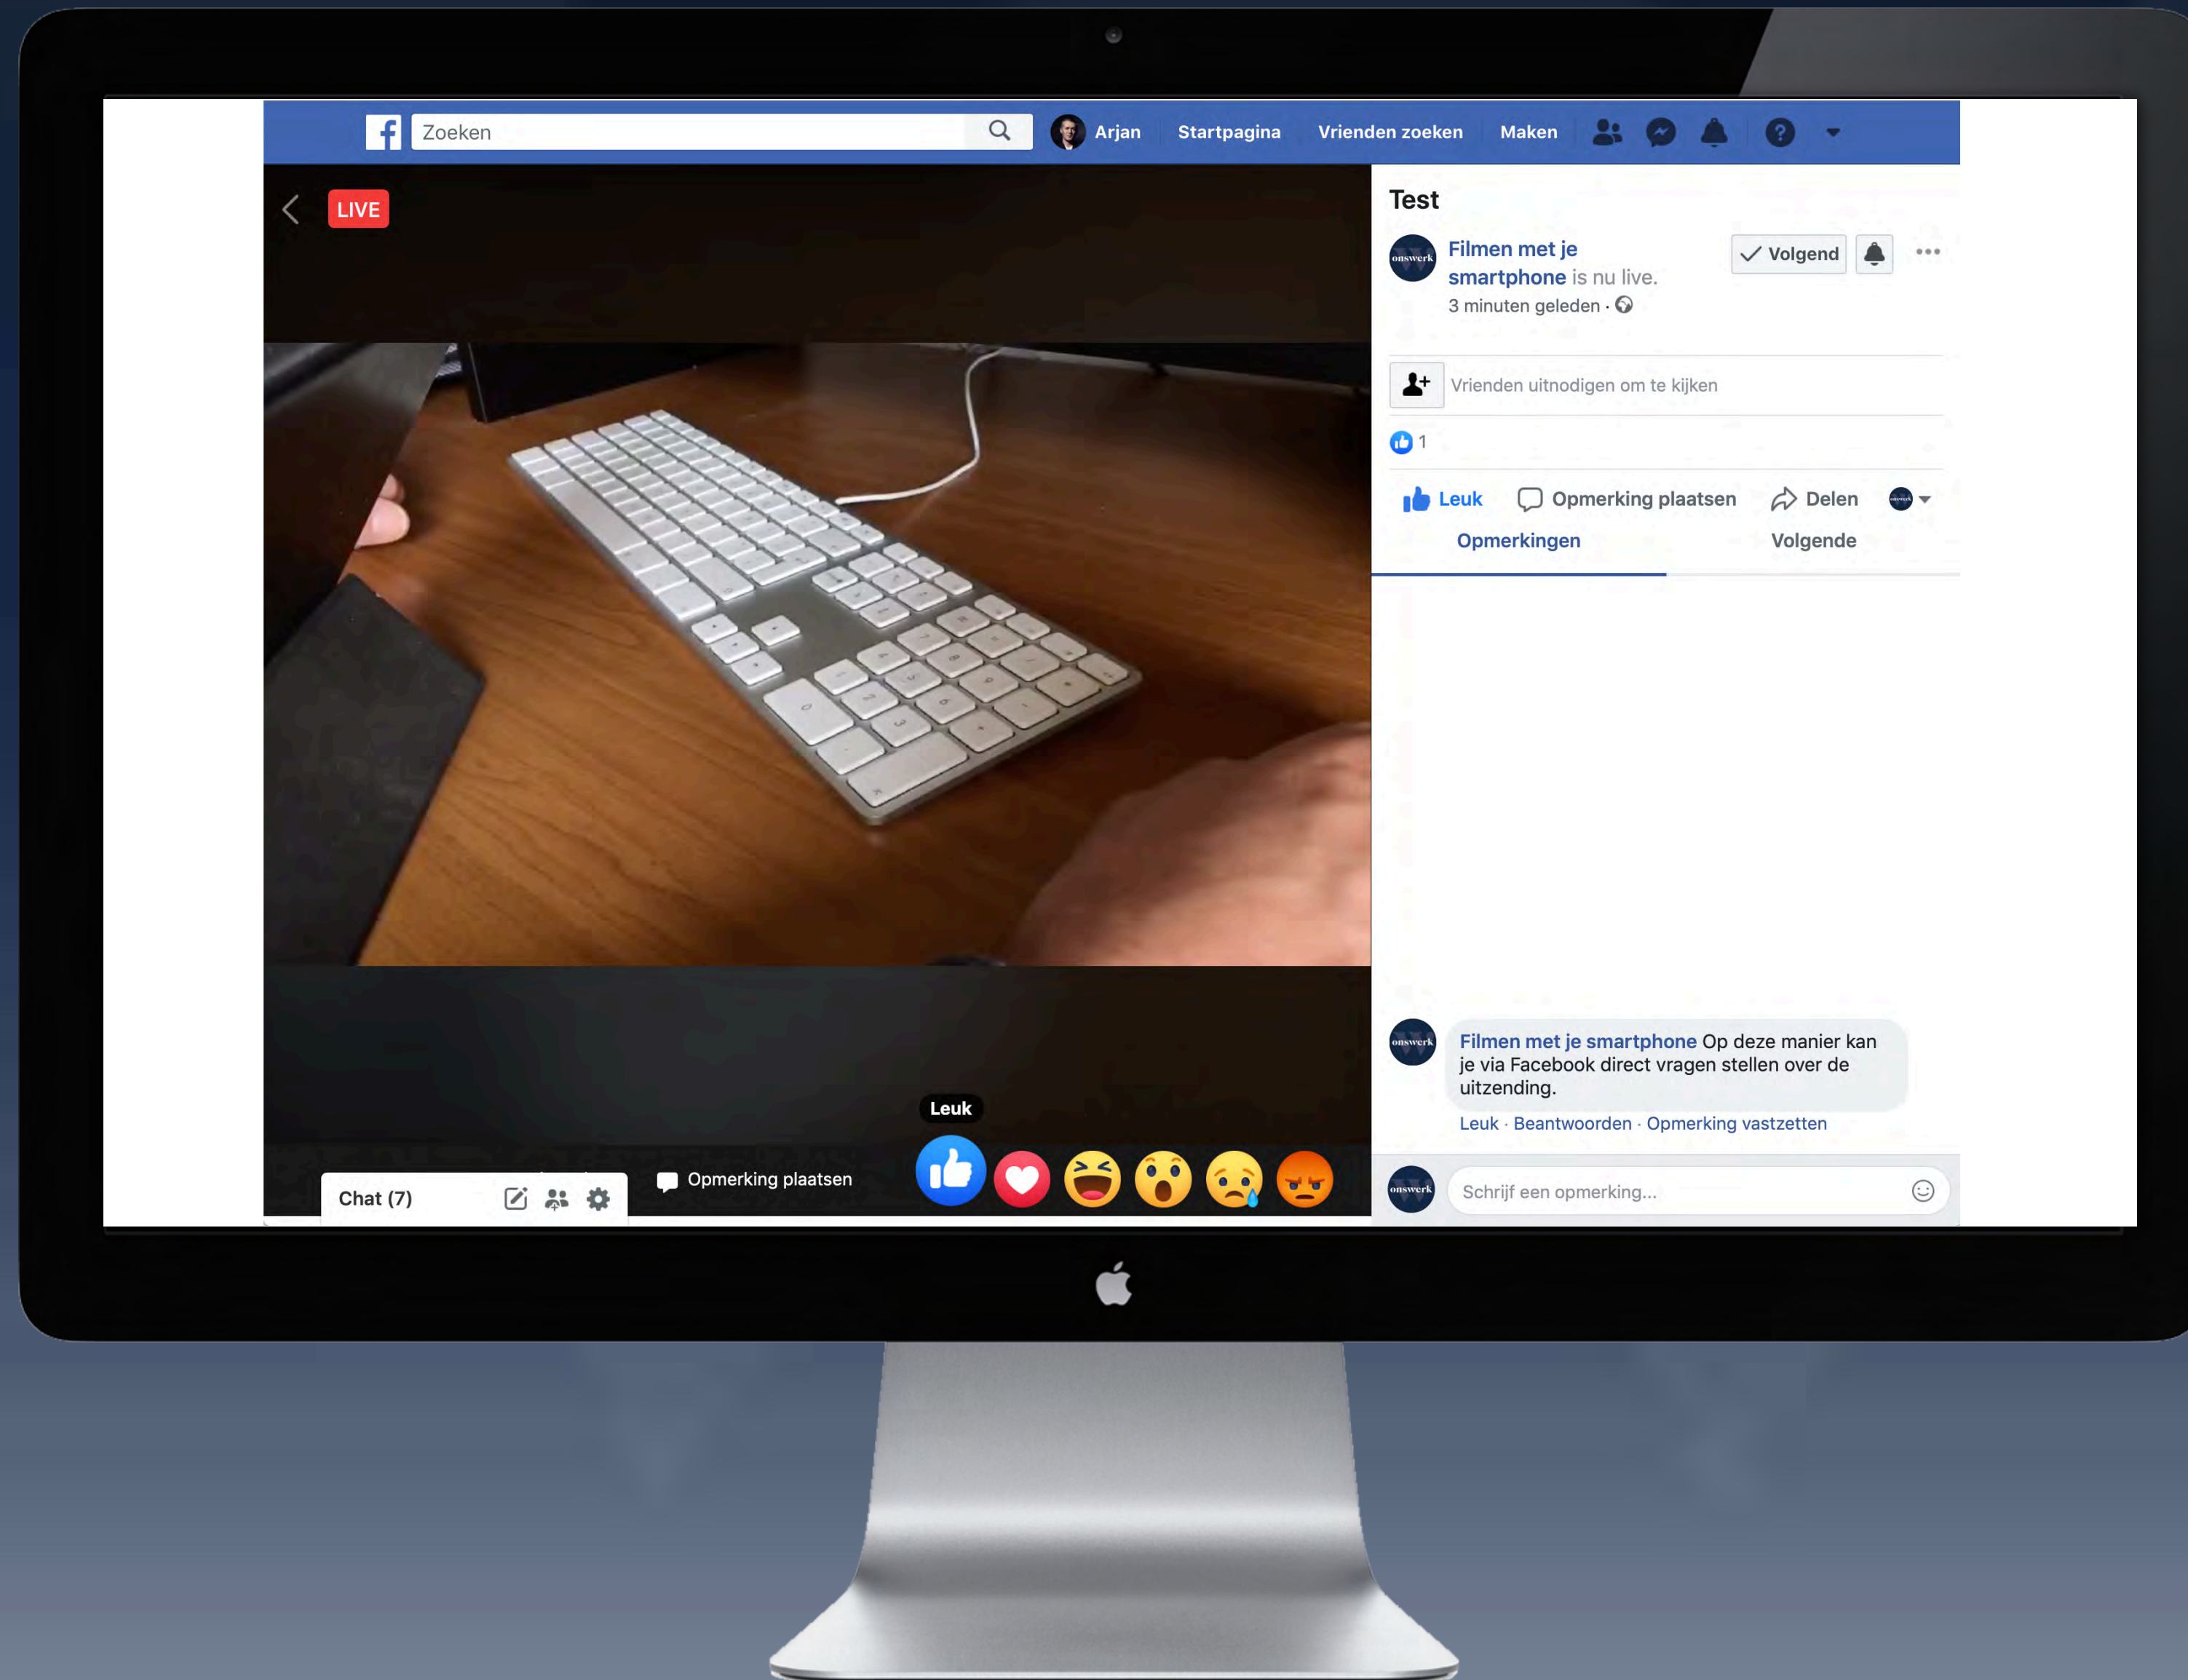 Zoeken
Arjan
Startpagina
Vrienden zoeken
Maken
LIVE
Test
onswerk
Filmen met je
smartphone is nu live.
3 minuten geleden ·
Volgend
Vrienden uitnodigen om te kijken
1
Leuk
Opmerking plaatsen
Delen
Opmerkingen
Volgende
onswerk
Filmen met je smartphone Op deze manier kan
je via Facebook direct vragen stellen over de
uitzending.
Leuk · Beantwoorden · Opmerking vastzetten
Leuk
Chat (7)
Opmerking plaatsen
onswerk
Schrijf een opmerking...